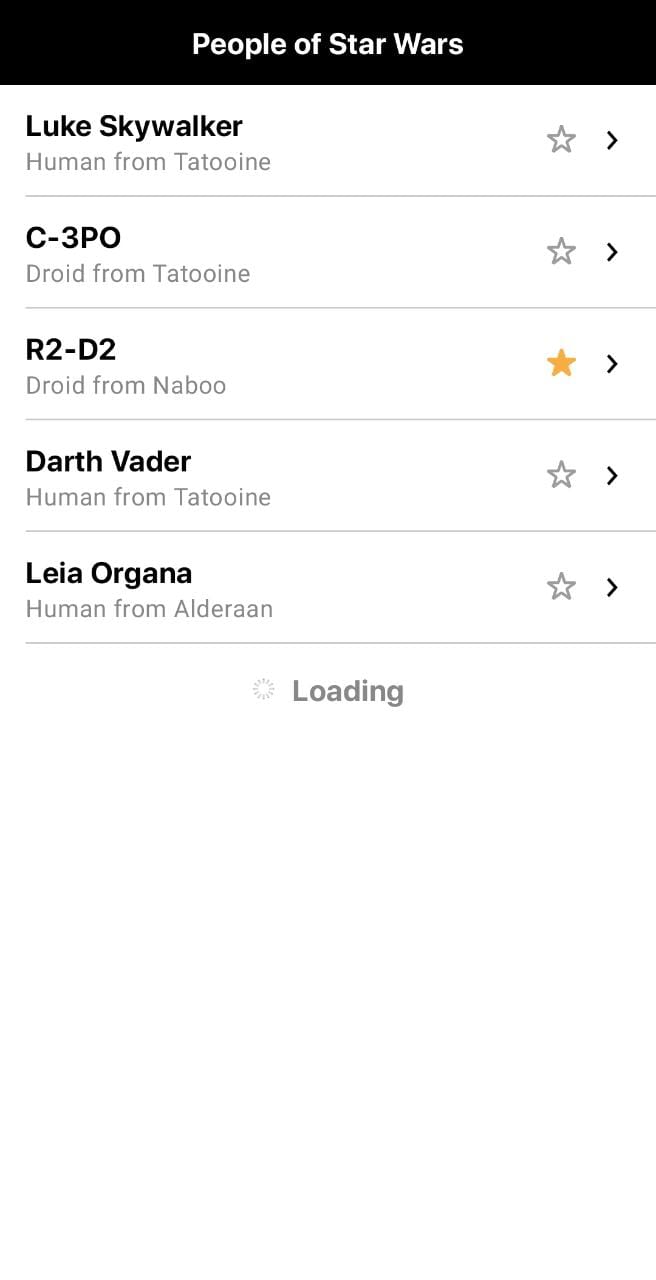 People of Star Wars
Luke Skywalker
Human from Tatooine
C-3PO
Droid from Tatooine
R2-D2
Droid from Naboo
Darth Vader
Human from Tatooine
Leia Organa
Human from Alderaan
Loading